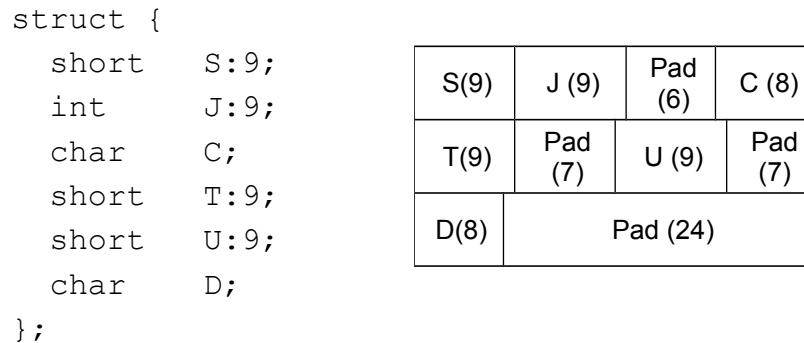 struct {
short S:9;
int J:9;
char C;
short T:9;
short U:9;
char D;
};
S(9) J (9) Pad (6) C (8)
T(9) Pad (7) U (9) Pad (7)
D(8) Pad (24)